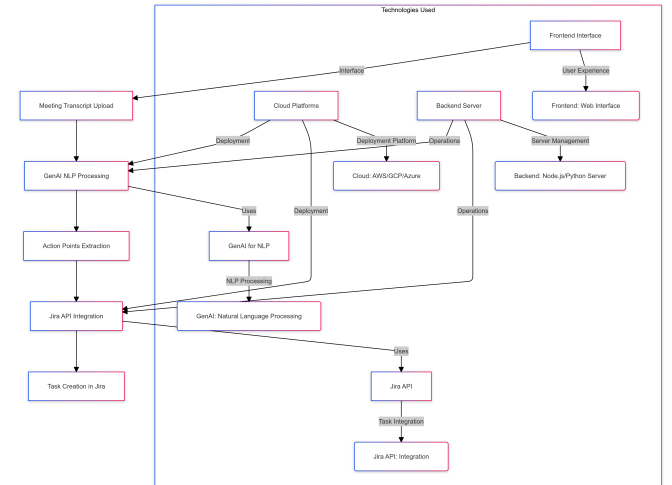 Technologies Used
Frontend Interface
Interface
User Experience
Meeting Transcript Upload
Cloud Platforms
Backend Server
Frontend: Web Interface
Deployment
Deployment Platform
Operations
Server Management
GenAI NLP Processing
Cloud: AWS/GCP/Azure
Backend: Node.js/Python Server
Uses
Deployment
Operations
Action Points Extraction
GenAI for NLP
NLP Processing
Jira API Integration
GenAI: Natural Language Processing
Uses
Task Creation in Jira
Jira API
Task Integration
Jira API: Integration